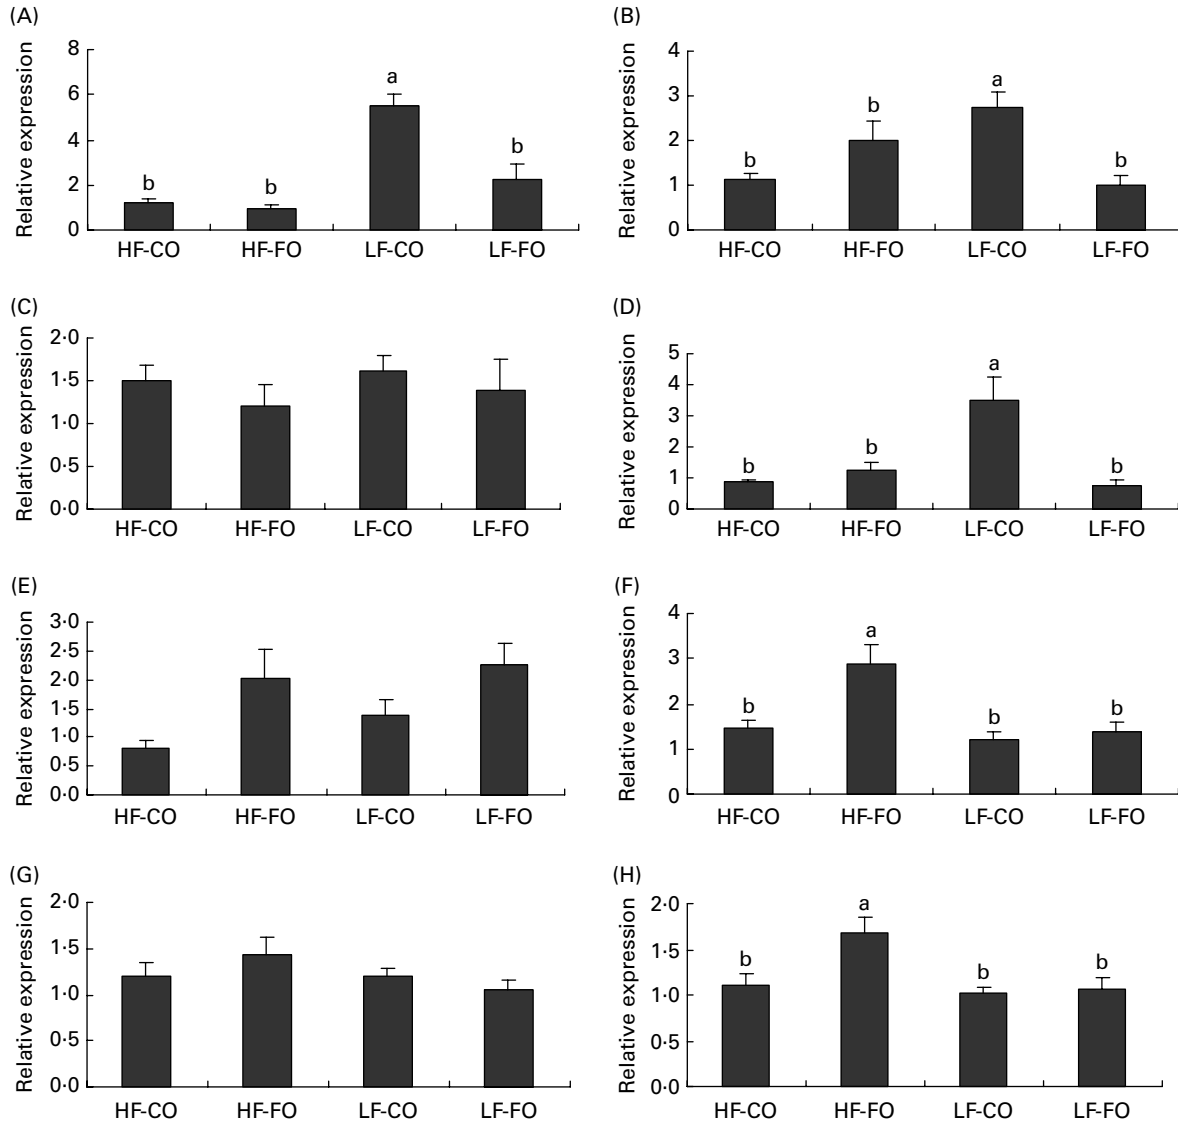 (A)
Relative expression
8
6
4
2
0
b
b
a
b
HF-CO HF-FO LF-CO LF-FO
(B)
Relative expression
4
3
2
1
0
b
b
a
b
HF-CO HF-FO LF-CO LF-FO
(C)
Relative expression
2·0
1·5
1·0
0·5
0·0
HF-CO HF-FO LF-CO LF-FO
(D)
Relative expression
5
4
3
2
1
0
b
b
a
b
HF-CO HF-FO LF-CO LF-FO
(E)
Relative expression
3·0
2·5
2·0
1·5
1·0
0·5
0·0
HF-CO HF-FO LF-CO LF-FO
(F)
Relative expression
4
3
2
1
0
b
a
b
b
HF-CO HF-FO LF-CO LF-FO
(G)
Relative expression
2·0
1·5
1·0
0·5
0·0
HF-CO HF-FO LF-CO LF-FO
(H)
Relative expression
2·0
1·5
1·0
0·5
0·0
b
a
b
b
HF-CO HF-FO LF-CO LF-FO